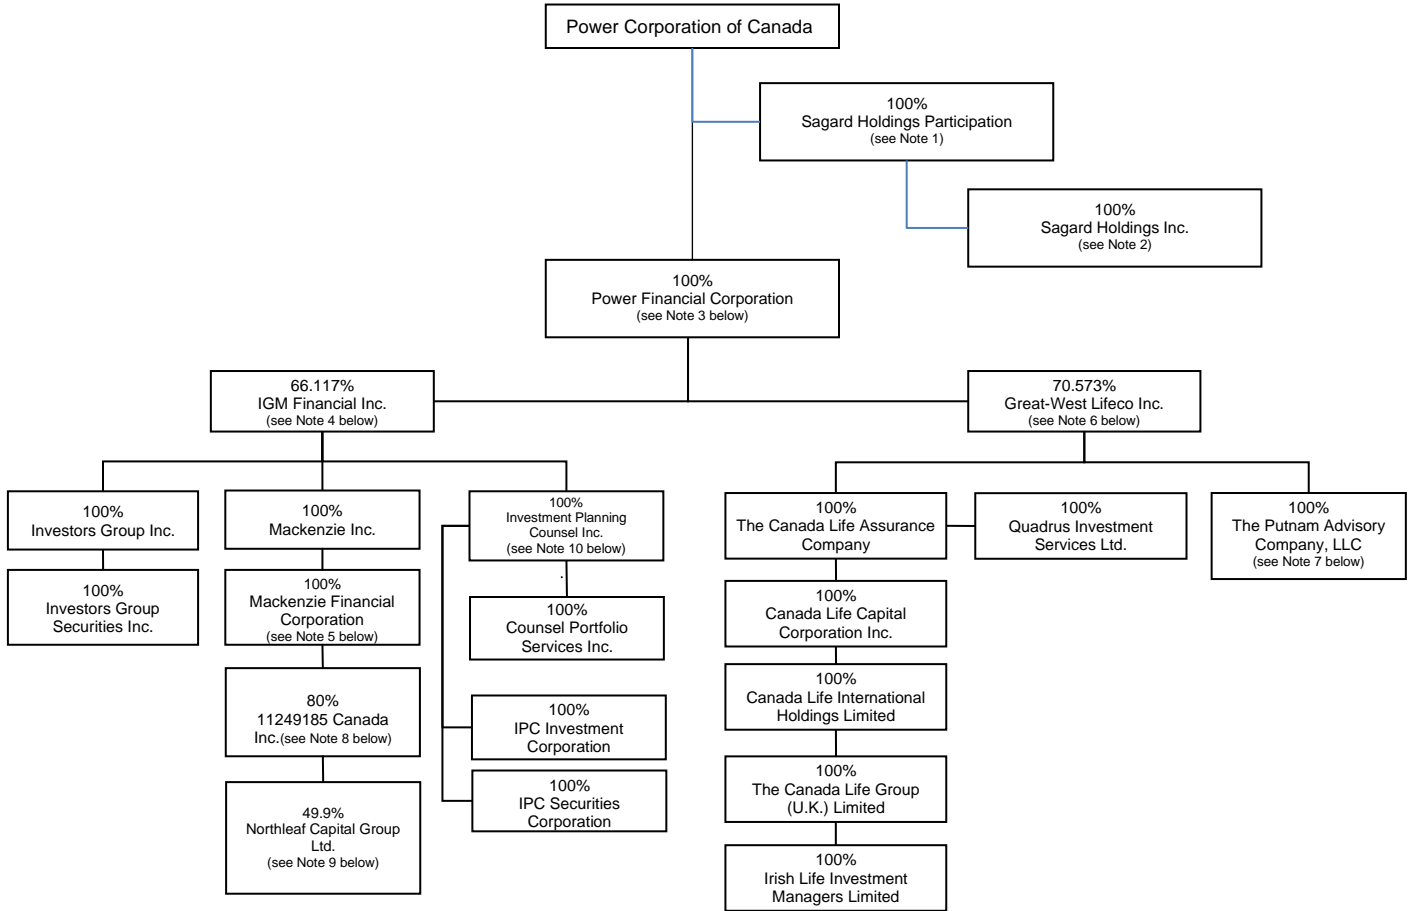 Power Corporation of Canada
100%
Sagard Holdings Participation
(see Note 1)
100%
Sagard Holdings Inc.
(see Note 2)
100%
Power Financial Corporation
(see Note 3 below)
66.117%
IGM Financial Inc.
(see Note 4 below)
70.573%
Great-West Lifeco Inc.
(see Note 6 below)
100%
Investors Group Inc.
100%
Investors Group
Securities Inc.
100%
Mackenzie Inc.
100%
Mackenzie Financial
Corporation
(see Note 5 below)
80%
11249185 Canada
Inc.(see Note 8 below)
49.9%
Northleaf Capital Group
Ltd.
(see Note 9 below)
100%
Investment Planning
Counsel Inc.
(see Note 10 below)
.
100%
Counsel Portfolio
Services Inc.
100%
IPC Investment
Corporation
100%
IPC Securities
Corporation
100%
The Canada Life Assurance
Company
100%
Quadrus Investment
Services Ltd.
100%
The Putnam Advisory
Company, LLC
(see Note 7 below)
100%
Canada Life Capital
Corporation Inc.
100%
Canada Life International
Holdings Limited
100%
The Canada Life Group
(U.K.) Limited
100%
Irish Life Investment
Managers Limited